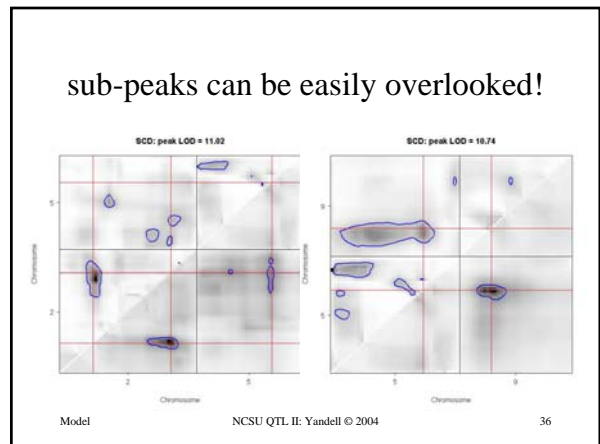 sub-peaks can be easily overlooked!
SCD: peak LOD = 11.02
SCD: peak LOD = 10.74
Chromosome
5
2
2
5
Chromosome
Chromosome
9
5
5
9
Chromosome
Model
NCSU QTL II: Yandell © 2004
36